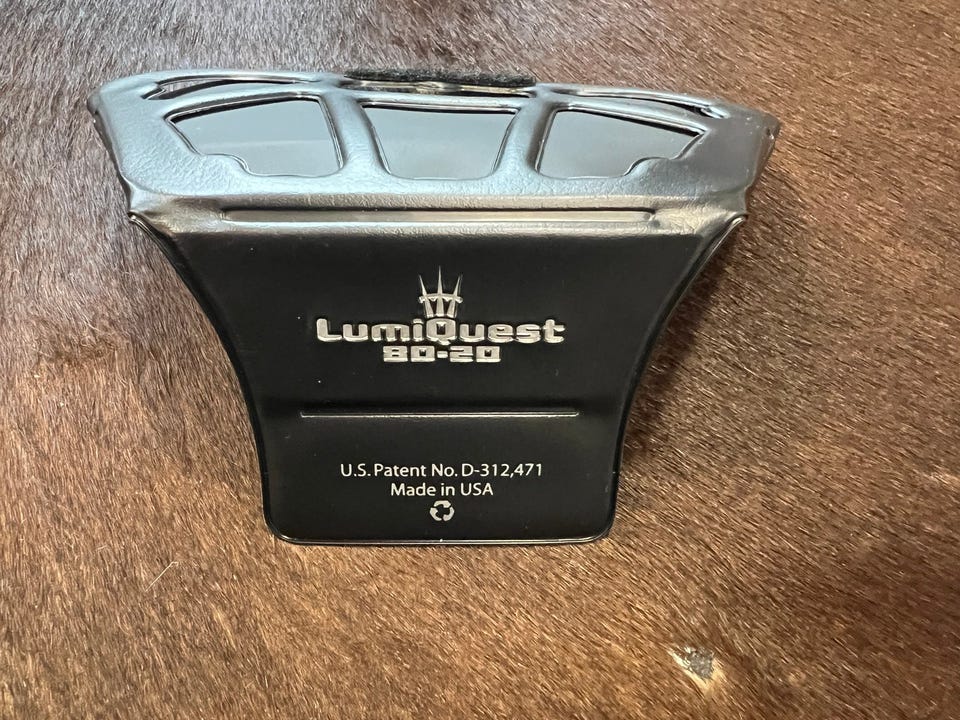 LumiQuest
80-20
U.S. Patent No. D-312,471
Made in USA